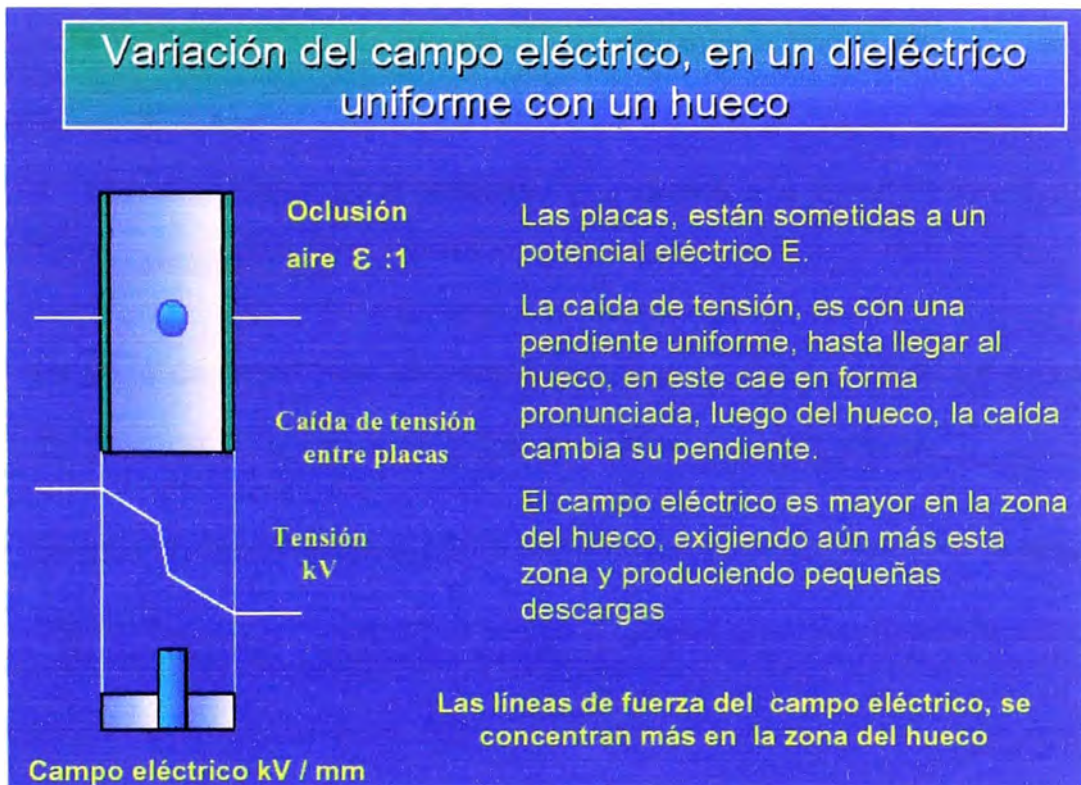 Variación del campo eléctrico, en un dieléctrico
uniforme con un hueco
Oclusión
aire ε :1
Caída de tensión
entre placas
Tensión
kV
Campo eléctrico kV / mm
Las placas, están sometidas a un
potencial eléctrico E.
La caída de tensión, es con una
pendiente uniforme, hasta llegar al
hueco, en este cae en forma
pronunciada, luego del hueco, la caída
cambia su pendiente.
El campo eléctrico es mayor en la zona
del hueco, exigiendo aún más esta
zona y produciendo pequeñas
descargas
Las líneas de fuerza del campo eléctrico, se
concentran más en la zona del hueco